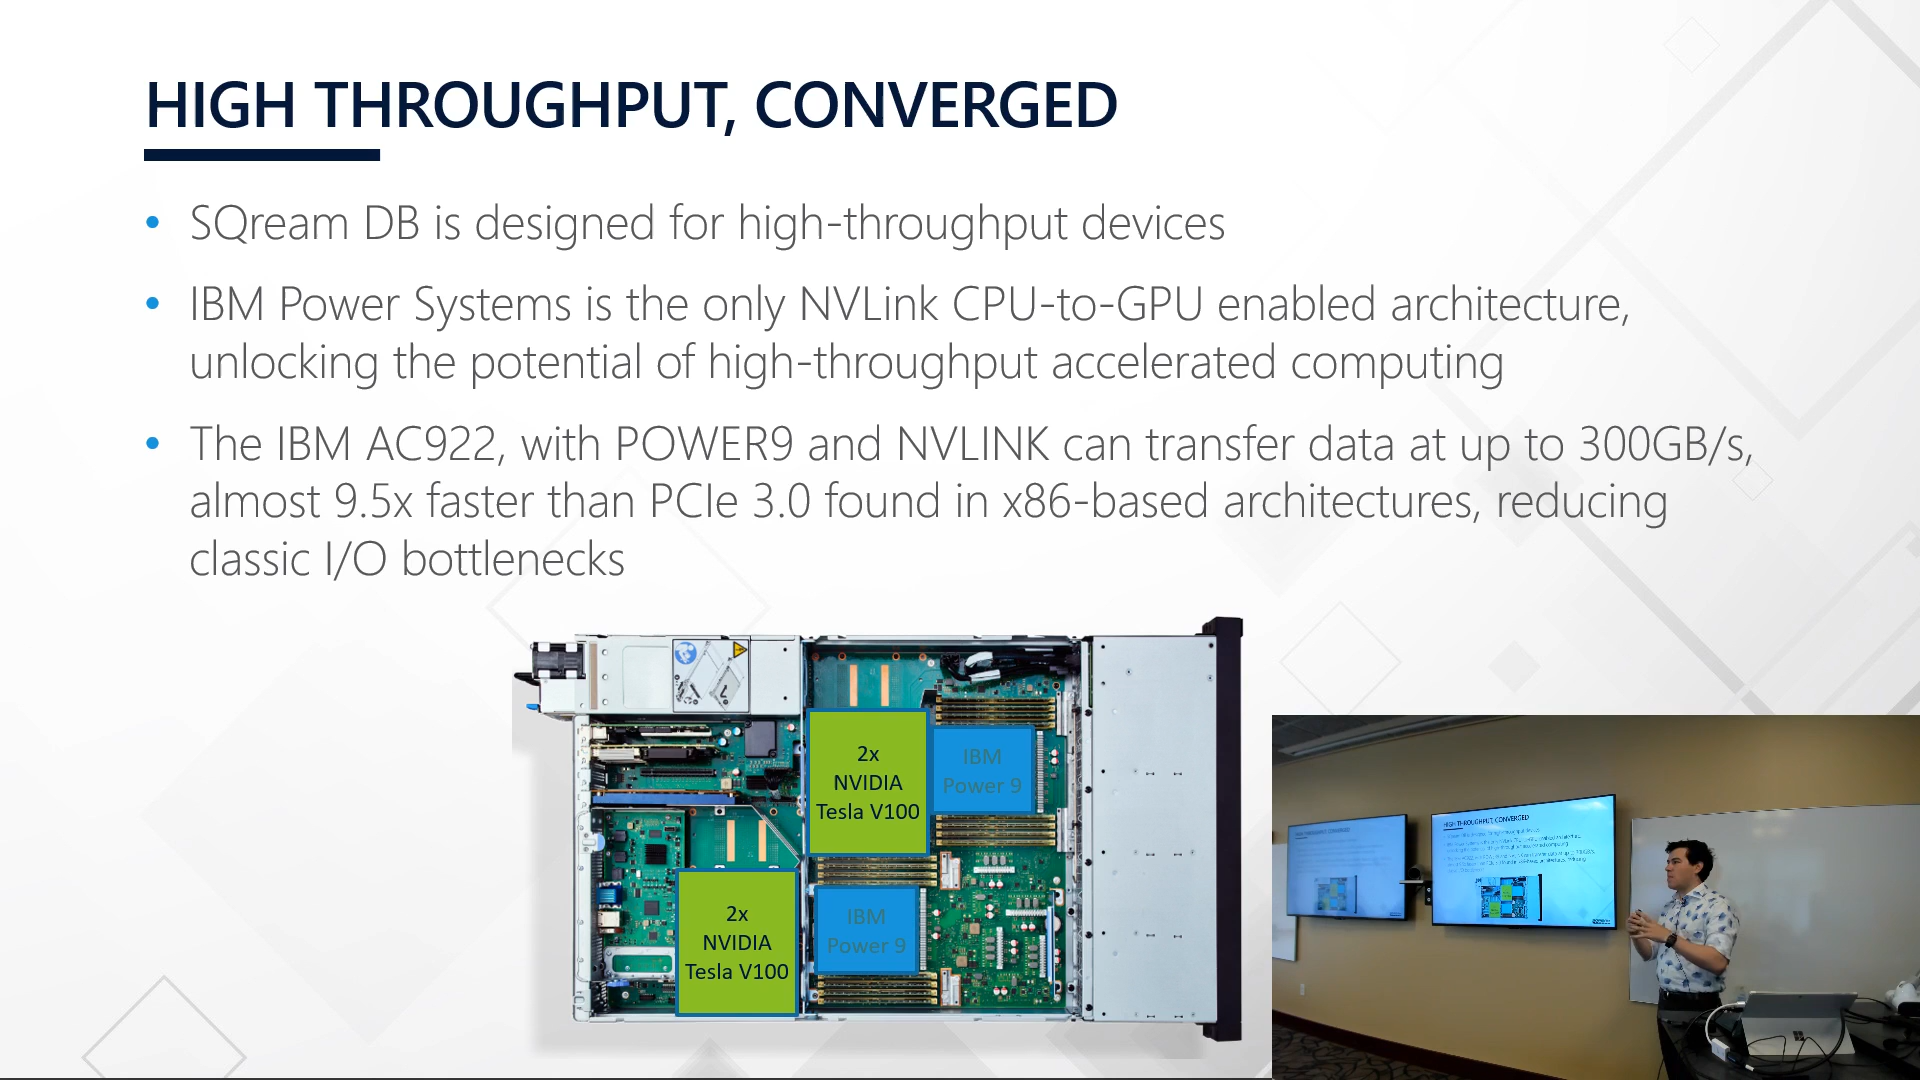 HIGH THROUGHPUT, CONVERGED
• SQream DB is designed for high-throughput devices
• IBM Power Systems is the only NVLink CPU-to-GPU enabled architecture,
unlocking the potential of high-throughput accelerated computing
• The IBM AC922, with POWER9 and NVLINK can transfer data at up to 300GB/s,
almost 9.5x faster than PCIe 3.0 found in x86-based architectures, reducing
classic I/O bottlenecks
2x
NVIDIA
Tesla V100
IBM
Power 9
2x
NVIDIA
Tesla V100
IBM
Power 9
HIGH THROUGHPUT, CONVERGED